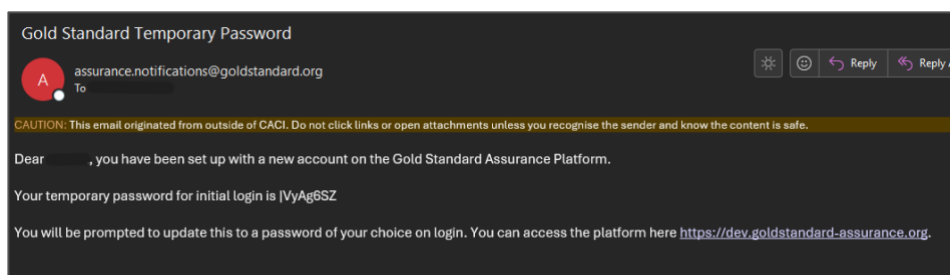 Gold Standard Temporary Password
A
assurance.notifications@goldstandard.org
To
Reply
Reply
CAUTION: This email originated from outside of CACI. Do not click links or open attachments unless you recognise the sender and know the content is safe.
Dear , you have been set up with a new account on the Gold Standard Assurance Platform.
Your temporary password for initial login is |VyAg6SZ
You will be prompted to update this to a password of your choice on login. You can access the platform here https://dev.goldstandard-assurance.org.